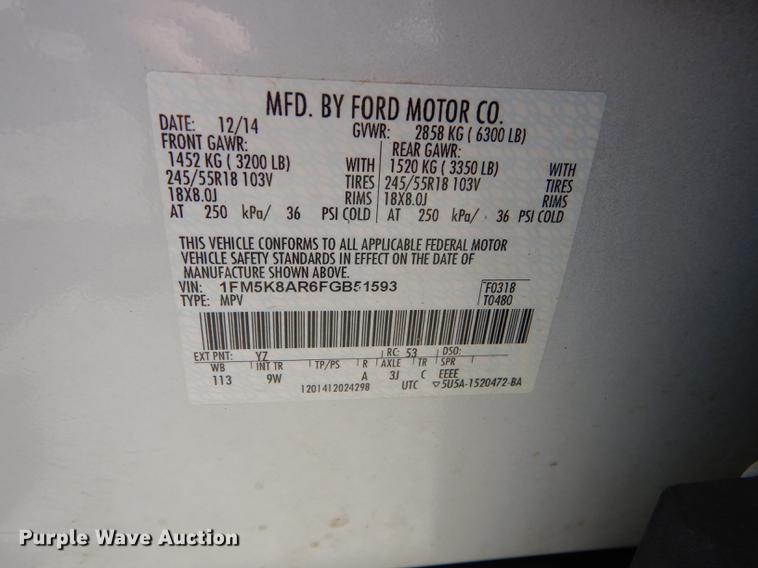 MFD. BY FORD MOTOR CO.
DATE: 12/14 GVWR: 2858 KG ( 6300 LB)
FRONT GAWR: REAR GAWR:
1452 KG ( 3200 LB) WITH 1520 KG ( 3350 LB) WITH
245/55R18 103V TIRES 245/55R18 103V TIRES
18X8.0J RIMS 18X8.0J RIMS
AT 250 kPa/ 36 PSI COLD AT 250 kPa/ 36 PSI COLD
THIS VEHICLE CONFORMS TO ALL APPLICABLE FEDERAL MOTOR
VEHICLE SAFETY STANDARDS IN EFFECT ON THE DATE OF
MANUFACTURE SHOWN ABOVE.
VIN: 1FM5K8AR6FGB51593 F0318
TYPE: MPV T0480
EXT PNT: YZ RC: 53 DSO:
WB INT TR TP/PS R AXLE TR SPR
113 9W A 3J C EEEE
1201412024298 UTC ▽5U5A-1520472-BA
Purple Wave Auction